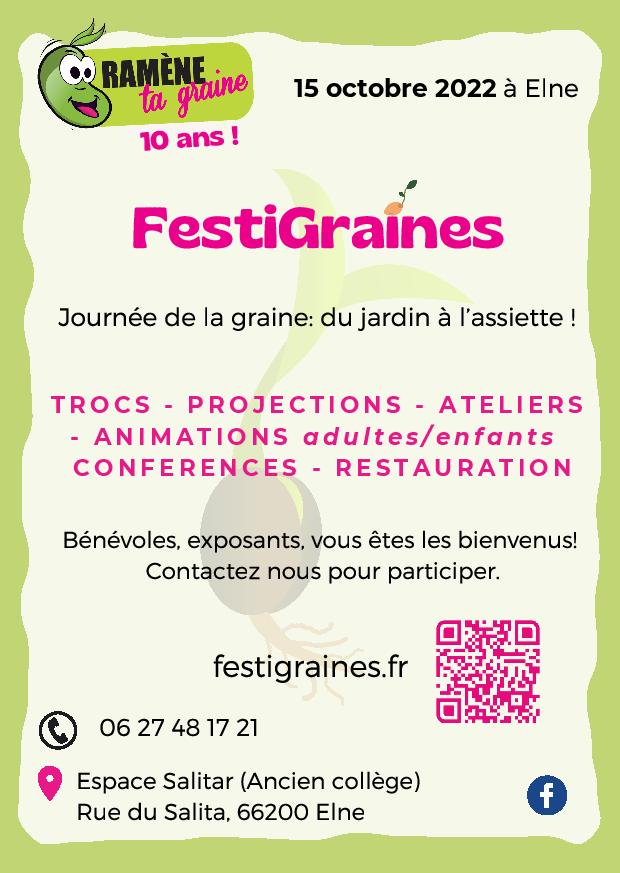 RAMÈNE
ta graine
10 ans !
15 octobre 2022 à Elne
FestiGraines
Journée de la graine: du jardin à l'assiette !
TROCS - PROJECTIONS - ATELIERS
- ANIMATIONS adultes/enfants
CONFERENCES - RESTAURATION
Bénévoles, exposants, vous êtes les bienvenus!
Contactez nous pour participer.
festigraines.fr
06 27 48 17 21
Espace Salitar (Ancien collège)
Rue du Salita, 66200 Elne